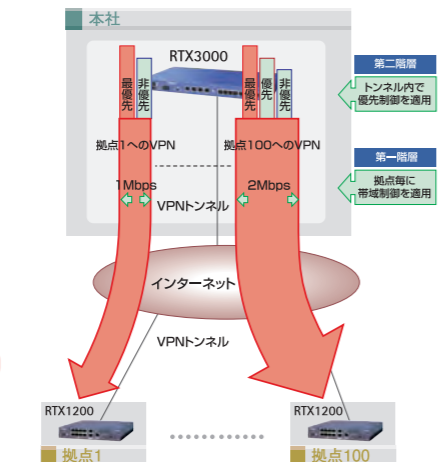 本社
RTX3000
最優先
非優先
最優先
優先
非優先
第二階層
トンネル内で
優先制御を適用
拠点1へのVPN
拠点100へのVPN
第一階層
拠点毎に
帯域制御を適用
1Mbps
2Mbps
VPNトンネル
インターネット
VPNトンネル
RTX1200
RTX1200
拠点1
拠点100